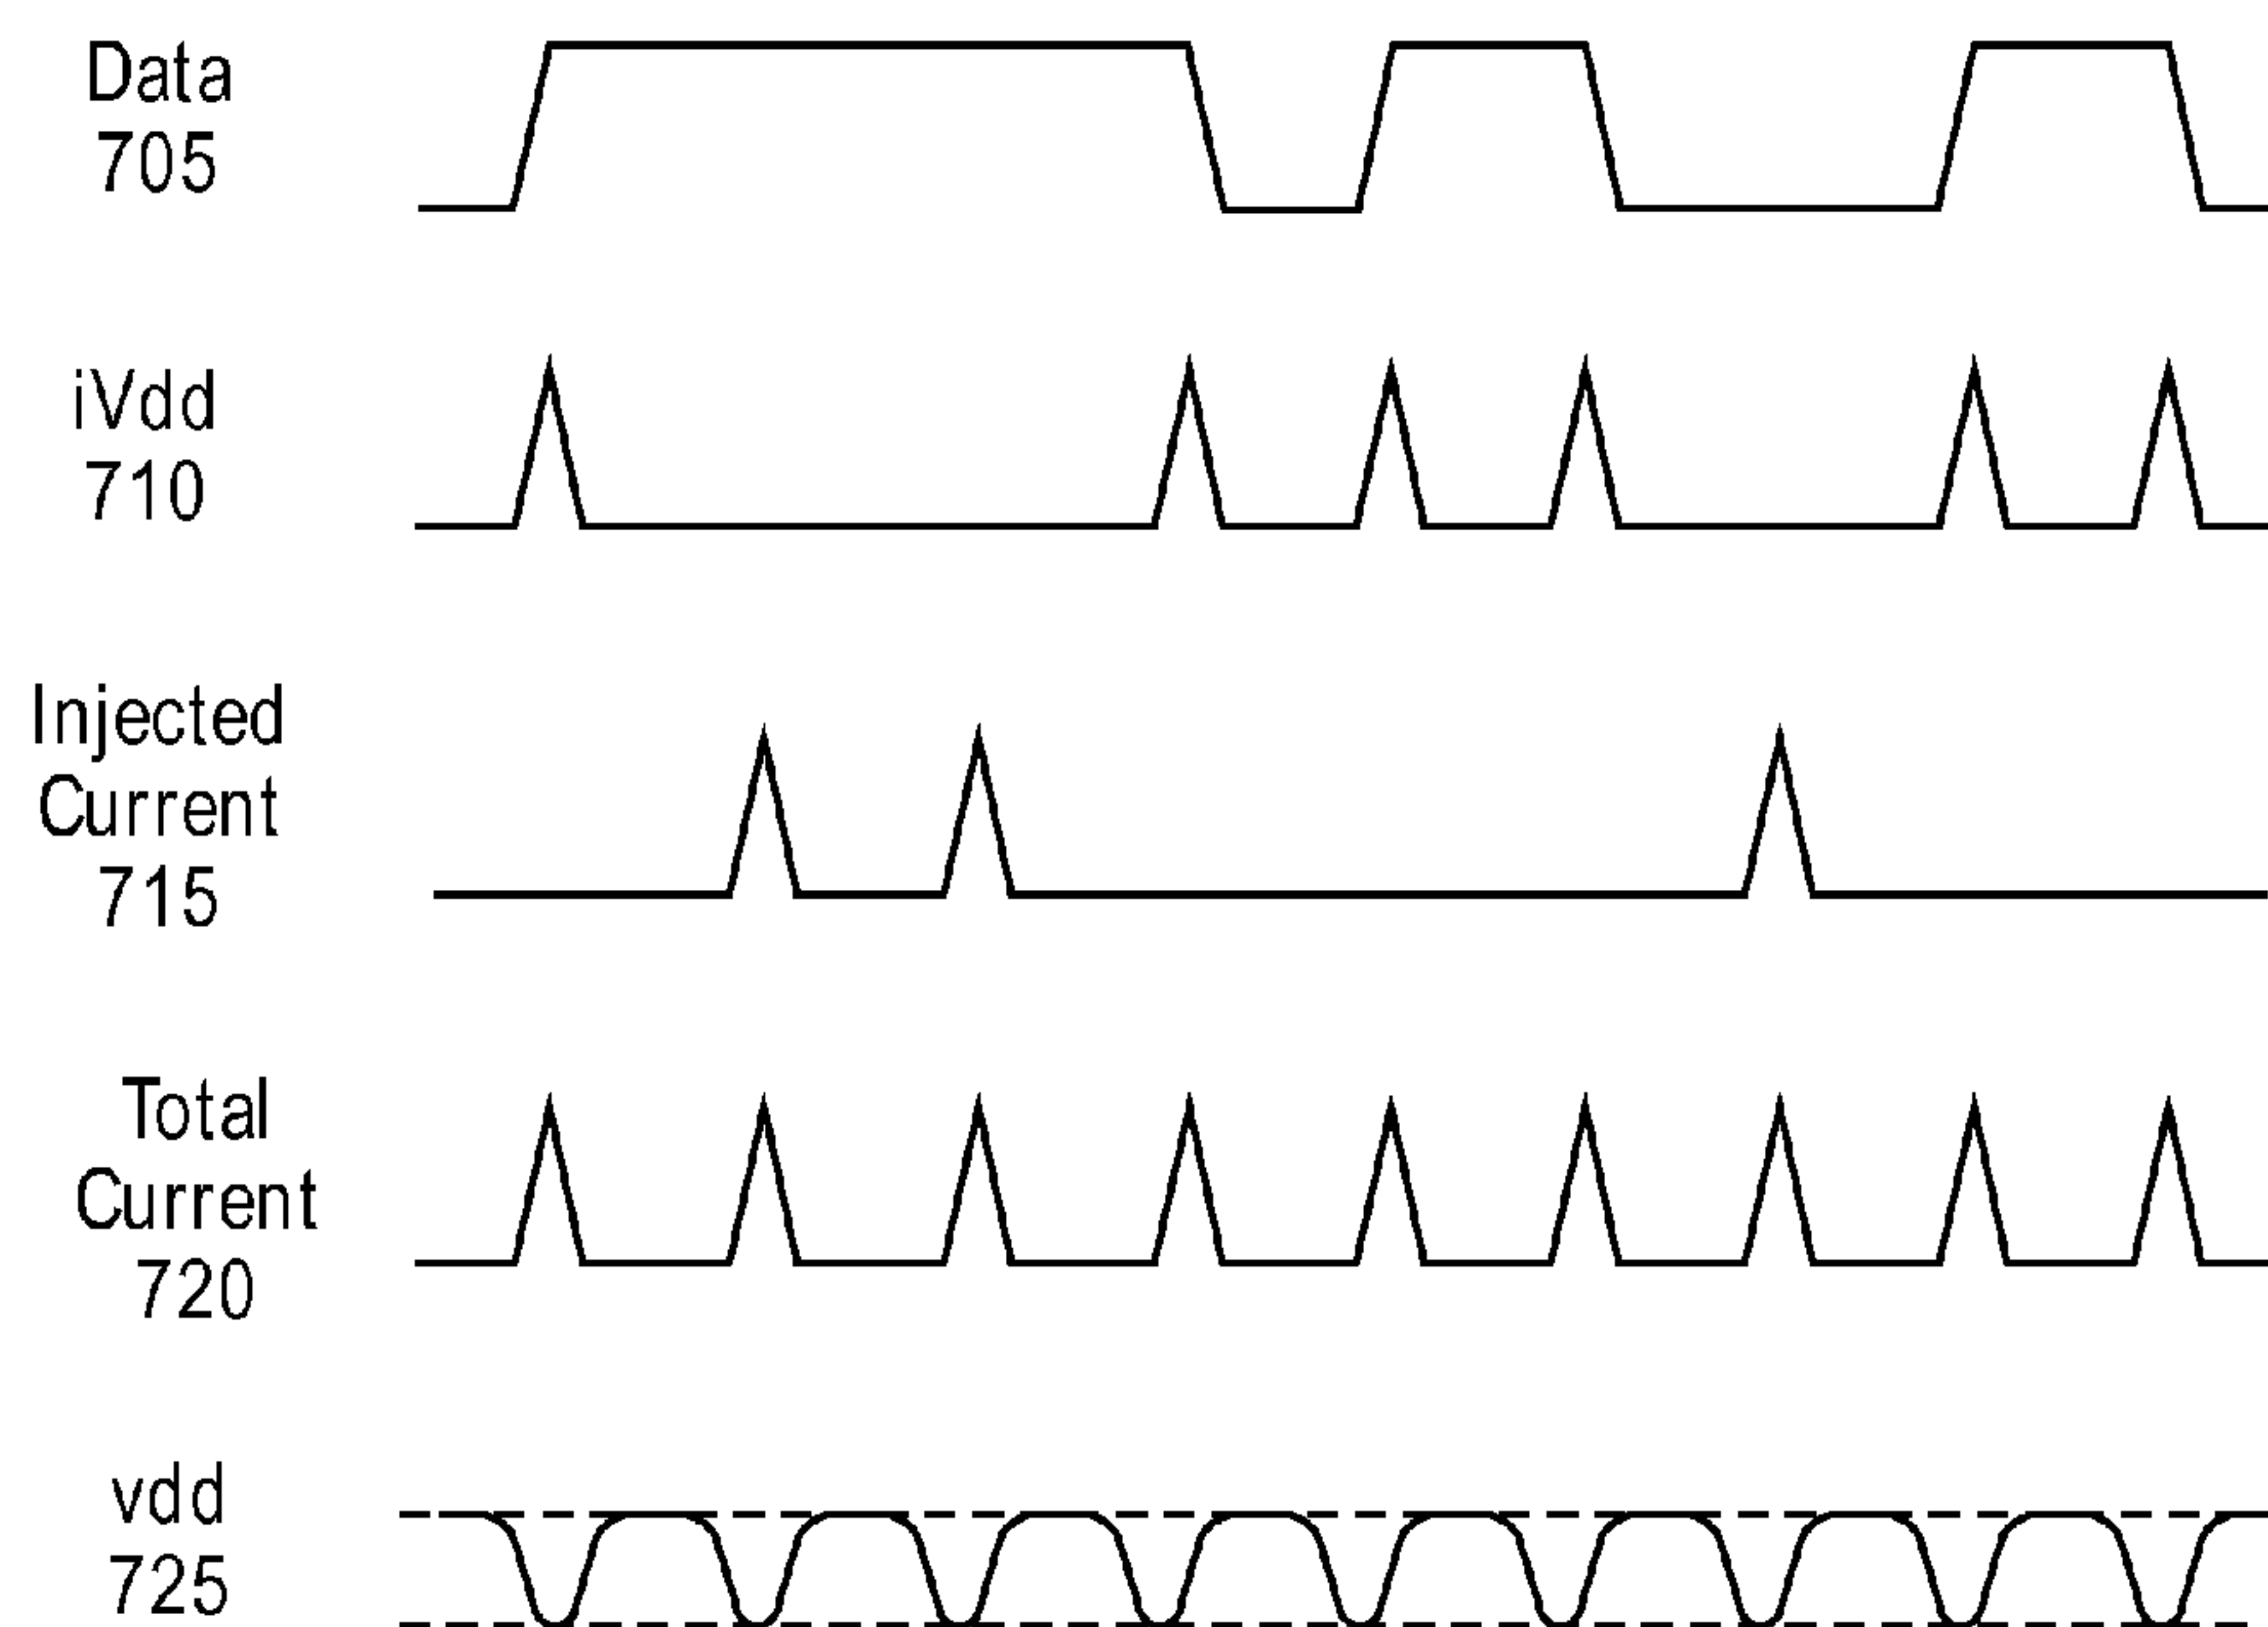 Data
705
iVdd
710
Injected
Current
715
Total
Current
720
vdd
725